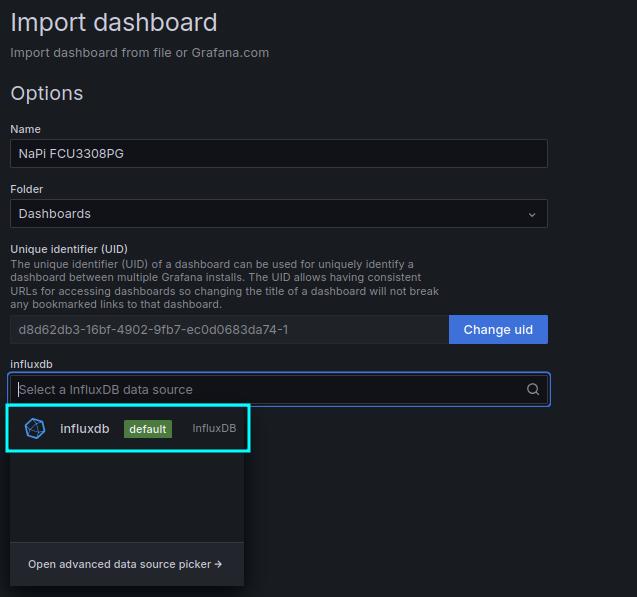 Import dashboard
Import dashboard from file or Grafana.com
Options
Name
NaPi FCU3308PG
Folder
Dashboards
Unique identifier (UID)
The unique identifier (UID) of a dashboard can be used for uniquely identify a
dashboard between multiple Grafana installs. The UID allows having consistent
URLs for accessing dashboards so changing the title of a dashboard will not break
any bookmarked links to that dashboard.
d8d62db3-16bf-4902-9fb7-ec0d0683da74-1 Change uid
influxdb
Select a InfluxDB data source
influxdb default InfluxDB
Open advanced data source picker →